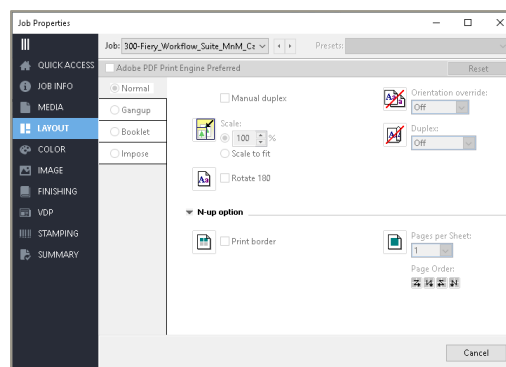 Job Properties
Job: 300-Fiery_Workflow_Suite_MnM_Ca
Presets:
QUICK ACCESS
JOB INFO
MEDIA
LAYOUT
COLOR
IMAGE
FINISHING
VDP
STAMPING
SUMMARY
Adobe PDF Print Engine Preferred
Reset
Normal
Gangup
Booklet
Impose
Manual duplex
Scale:
100 %
Scale to fit
Rotate 180
Orientation override:
Off
Duplex:
Off
N-up option
Print border
Pages per Sheet:
1
Page Order:
Cancel